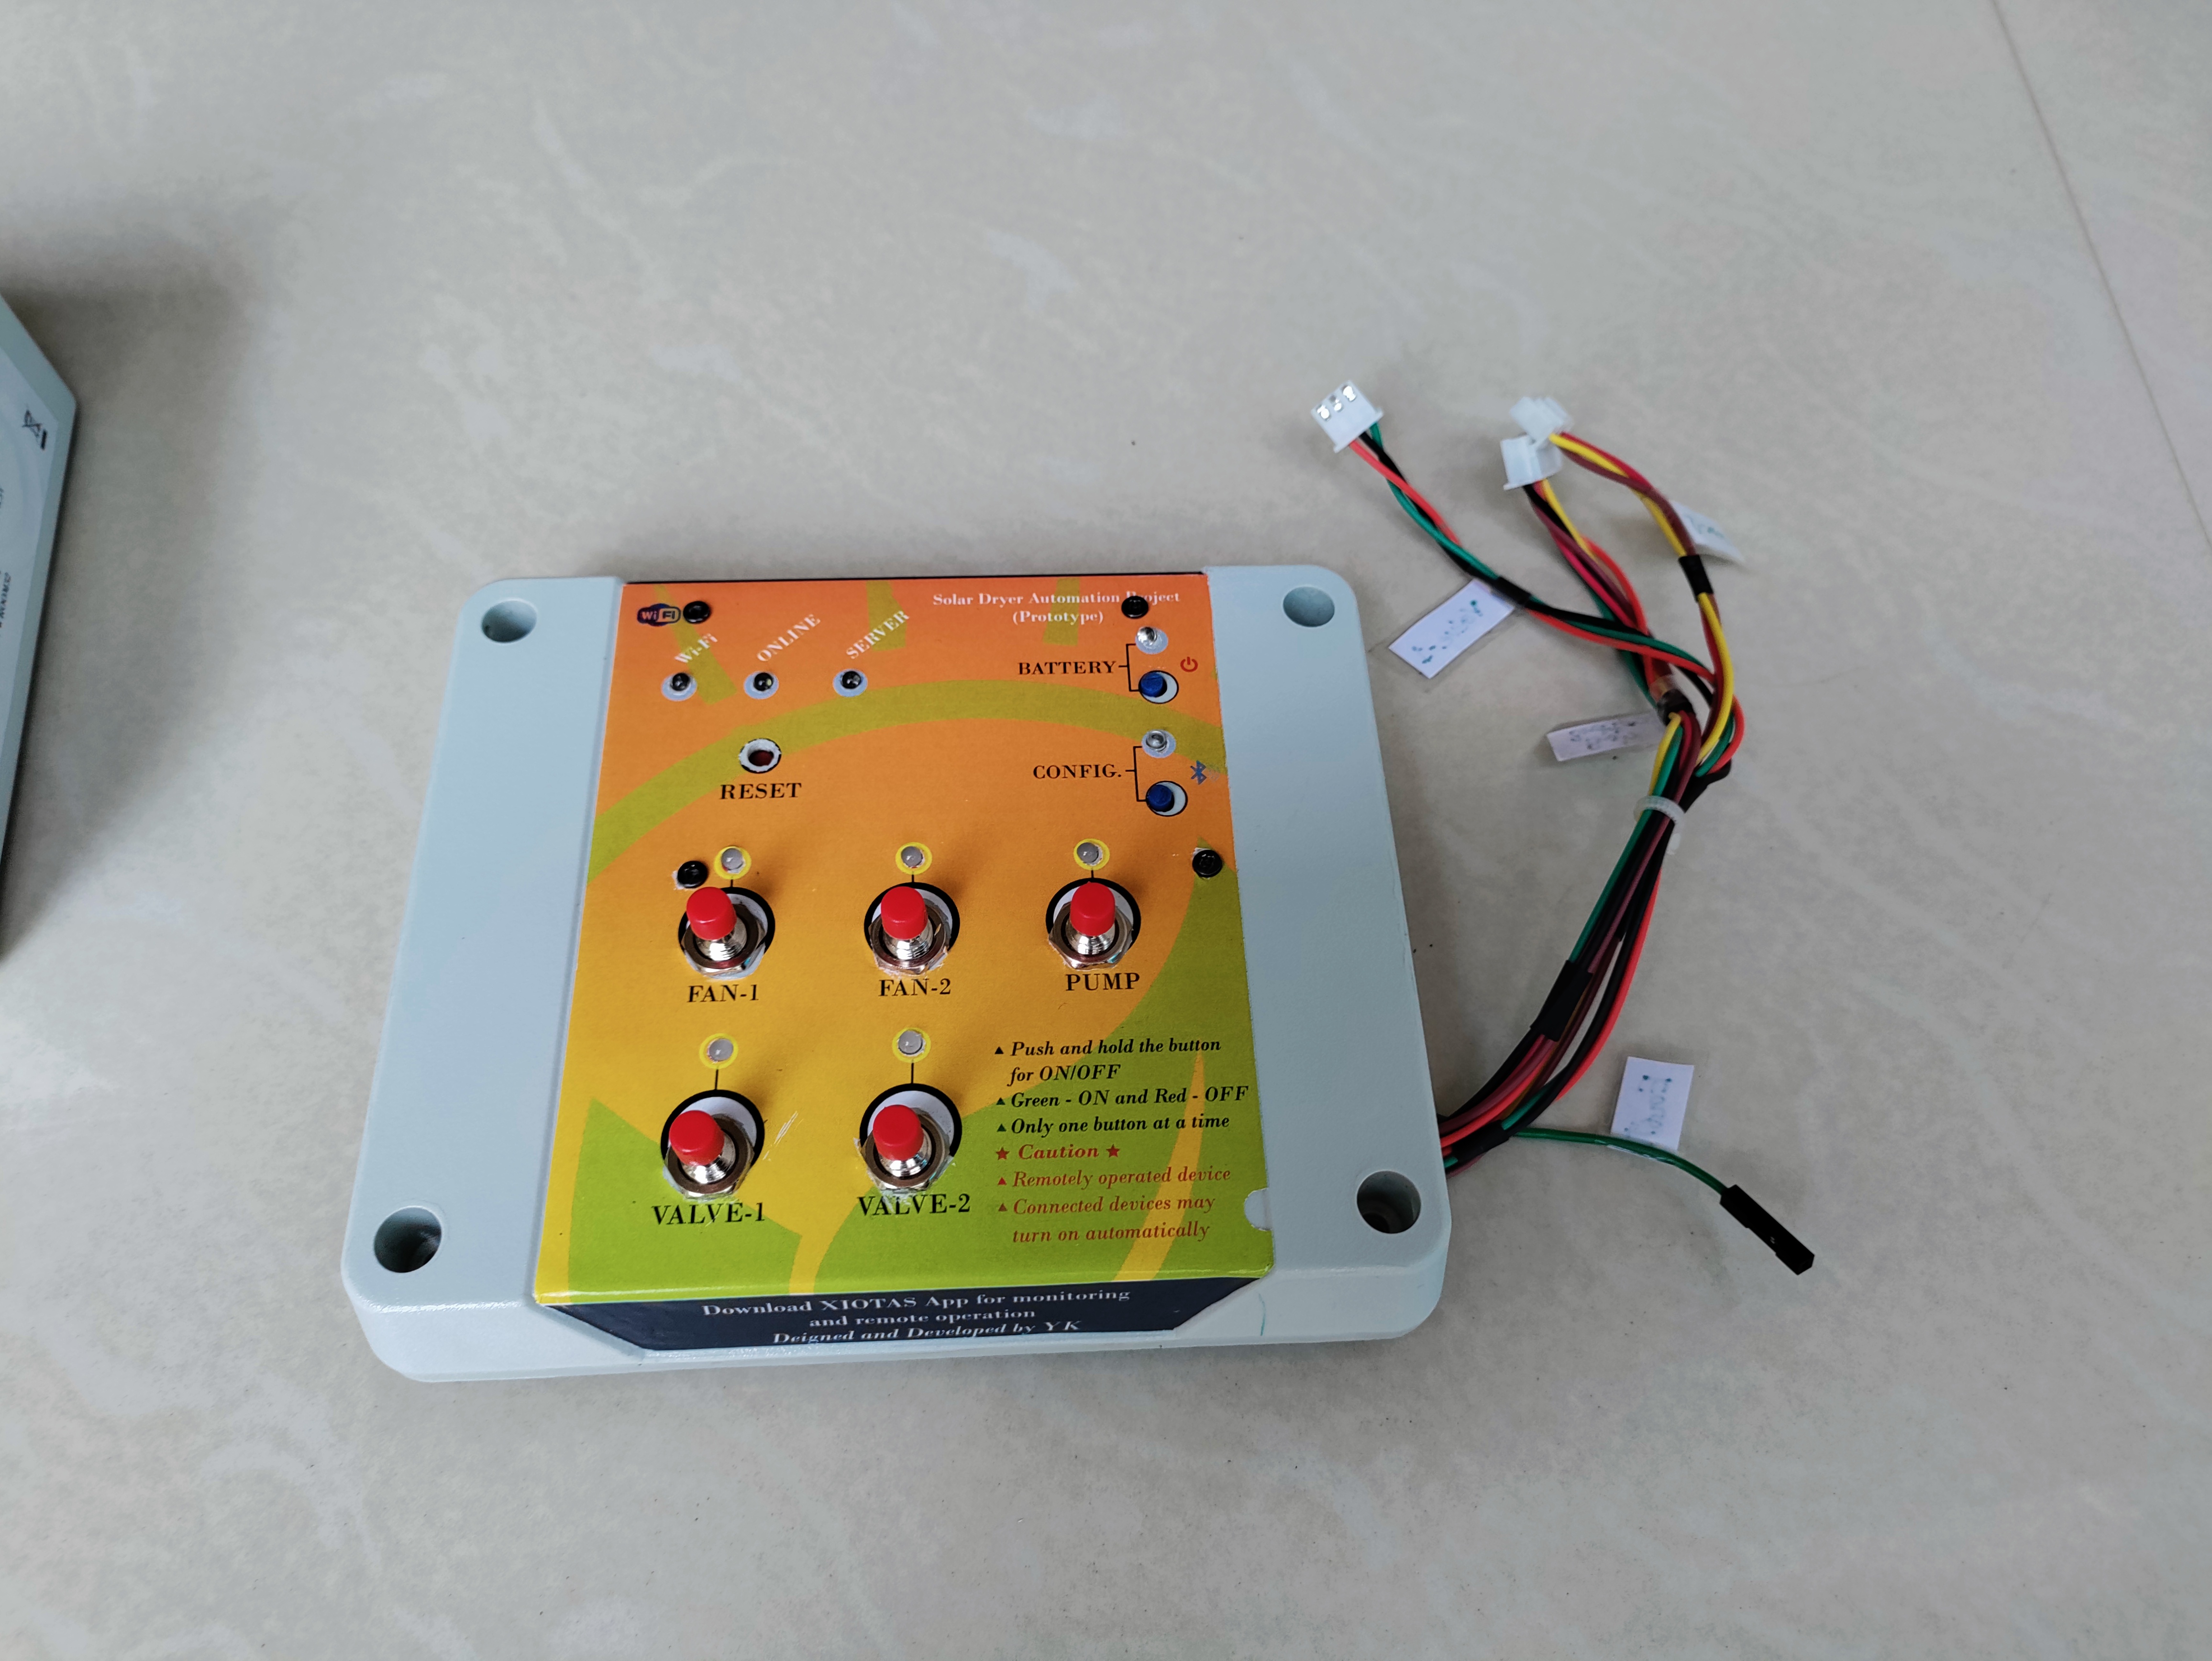 WiFi
Solar Dryer Automation Project
(Prototype)
Wi-Fi
ONLINE
SERVER
BATTERY
RESET
CONFIG.
FAN-1
FAN-2
PUMP
VALVE-1
VALVE-2
▲ Push and hold the button
for ON/OFF
▲ Green - ON and Red - OFF
▲ Only one button at a time
★ Caution ★
▲ Remotely operated device
▲ Connected devices may
turn on automatically
Download XIOTAS App for monitoring
and remote operation
Deigned and Developed by YK